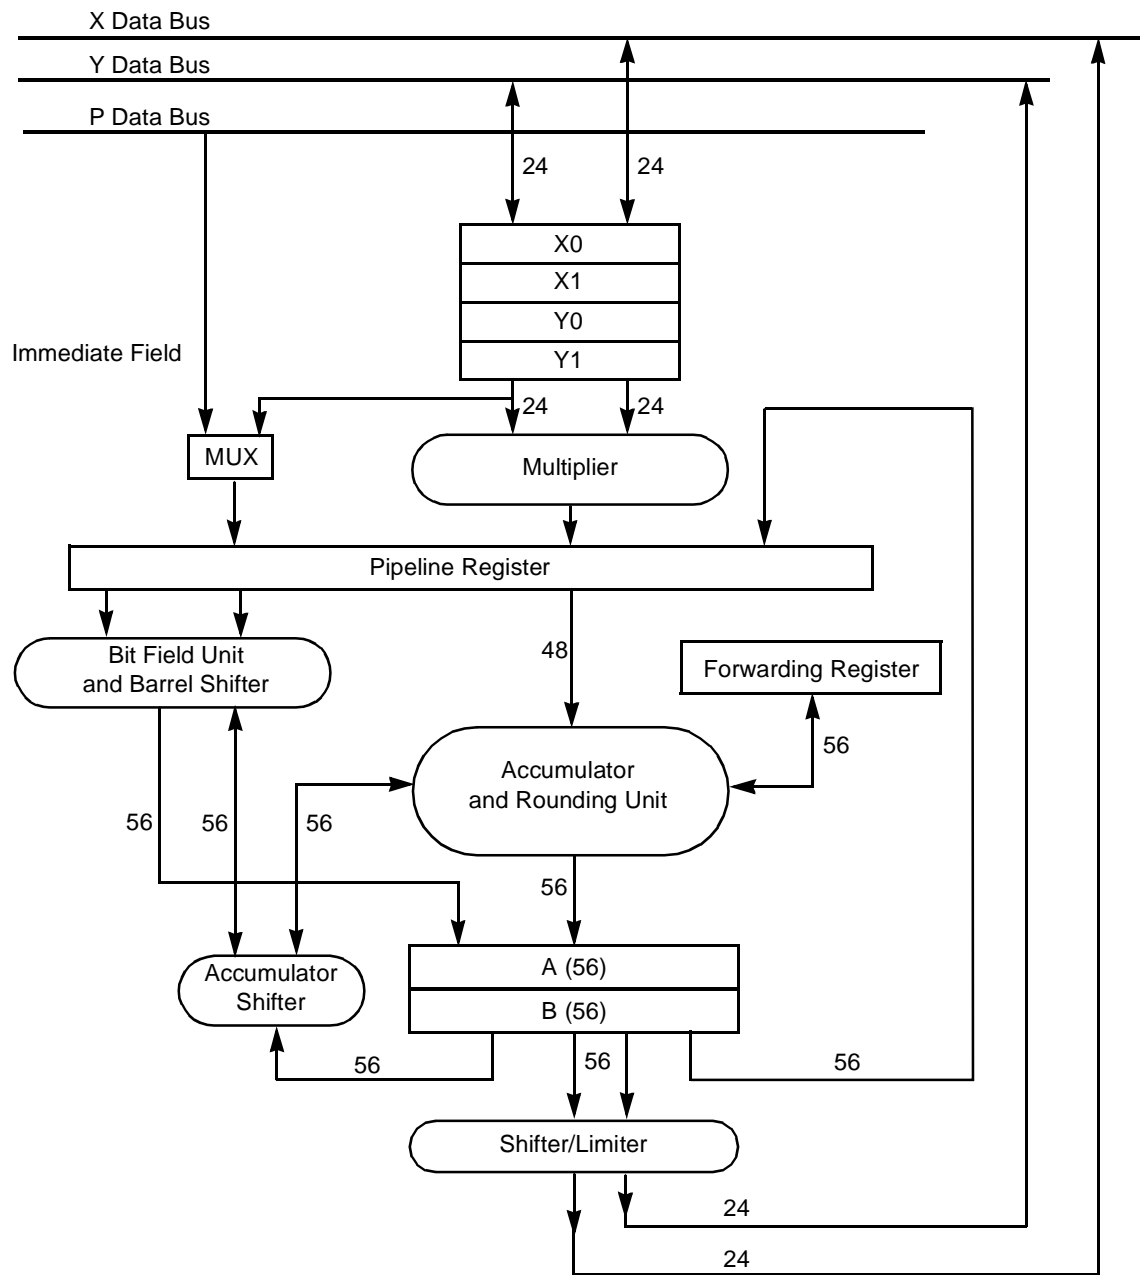 X Data Bus
Y Data Bus
P Data Bus
24
24
X0
X1
Y0
Y1
Immediate Field
24
24
MUX
Multiplier
Pipeline Register
Bit Field Unit
and Barrel Shifter
48
Forwarding Register
56
Accumulator
and Rounding Unit
56
56
56
56
A (56)
Accumulator
Shifter
B (56)
56
56
56
Shifter/Limiter
24
24